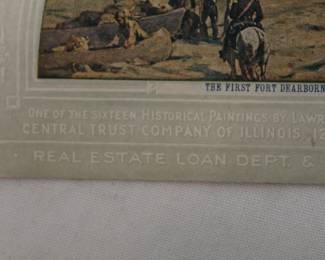 THE FIRST FORT DEARBORN
ONE OF THE SIXTEEN HISTORICAL PAINTINGS BY LAWR
CENTRAL TRUST COMPANY OF ILLINOIS, 12
REAL ESTATE LOAN DEPT. &